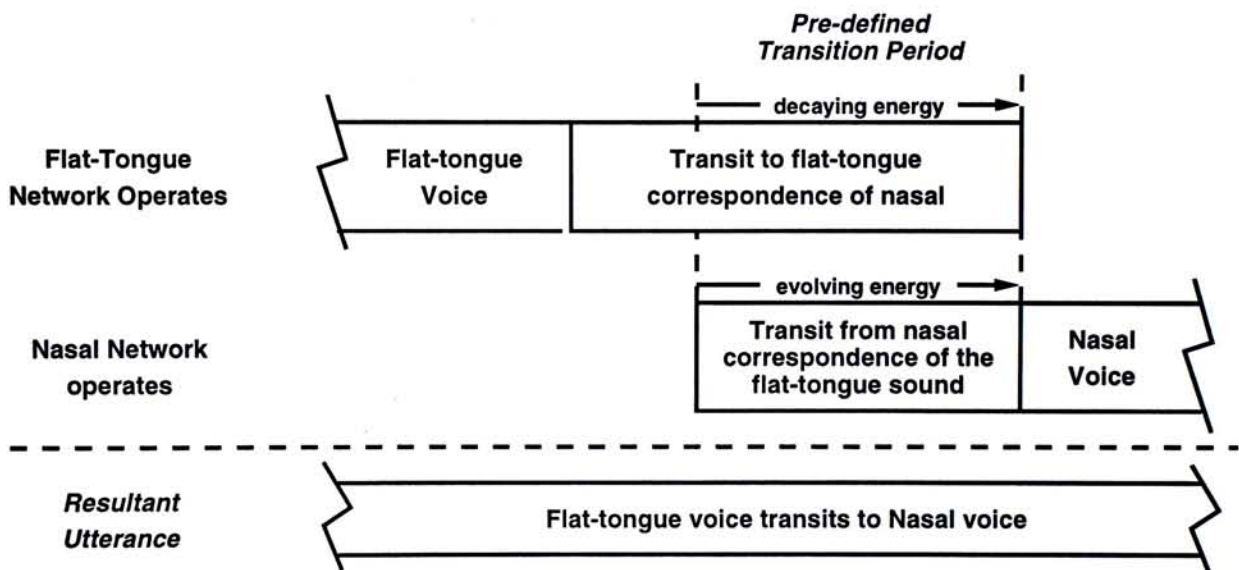 Pre-defined
Transition Period
decaying energy
Flat-Tongue
Network Operates
Flat-tongue
Voice
Transit to flat-tongue
correspondence of nasal
evolving energy
Nasal Network
operates
Transit from nasal
correspondence of the
flat-tongue sound
Nasal
Voice
Resultant
Utterance
Flat-tongue voice transits to Nasal voice